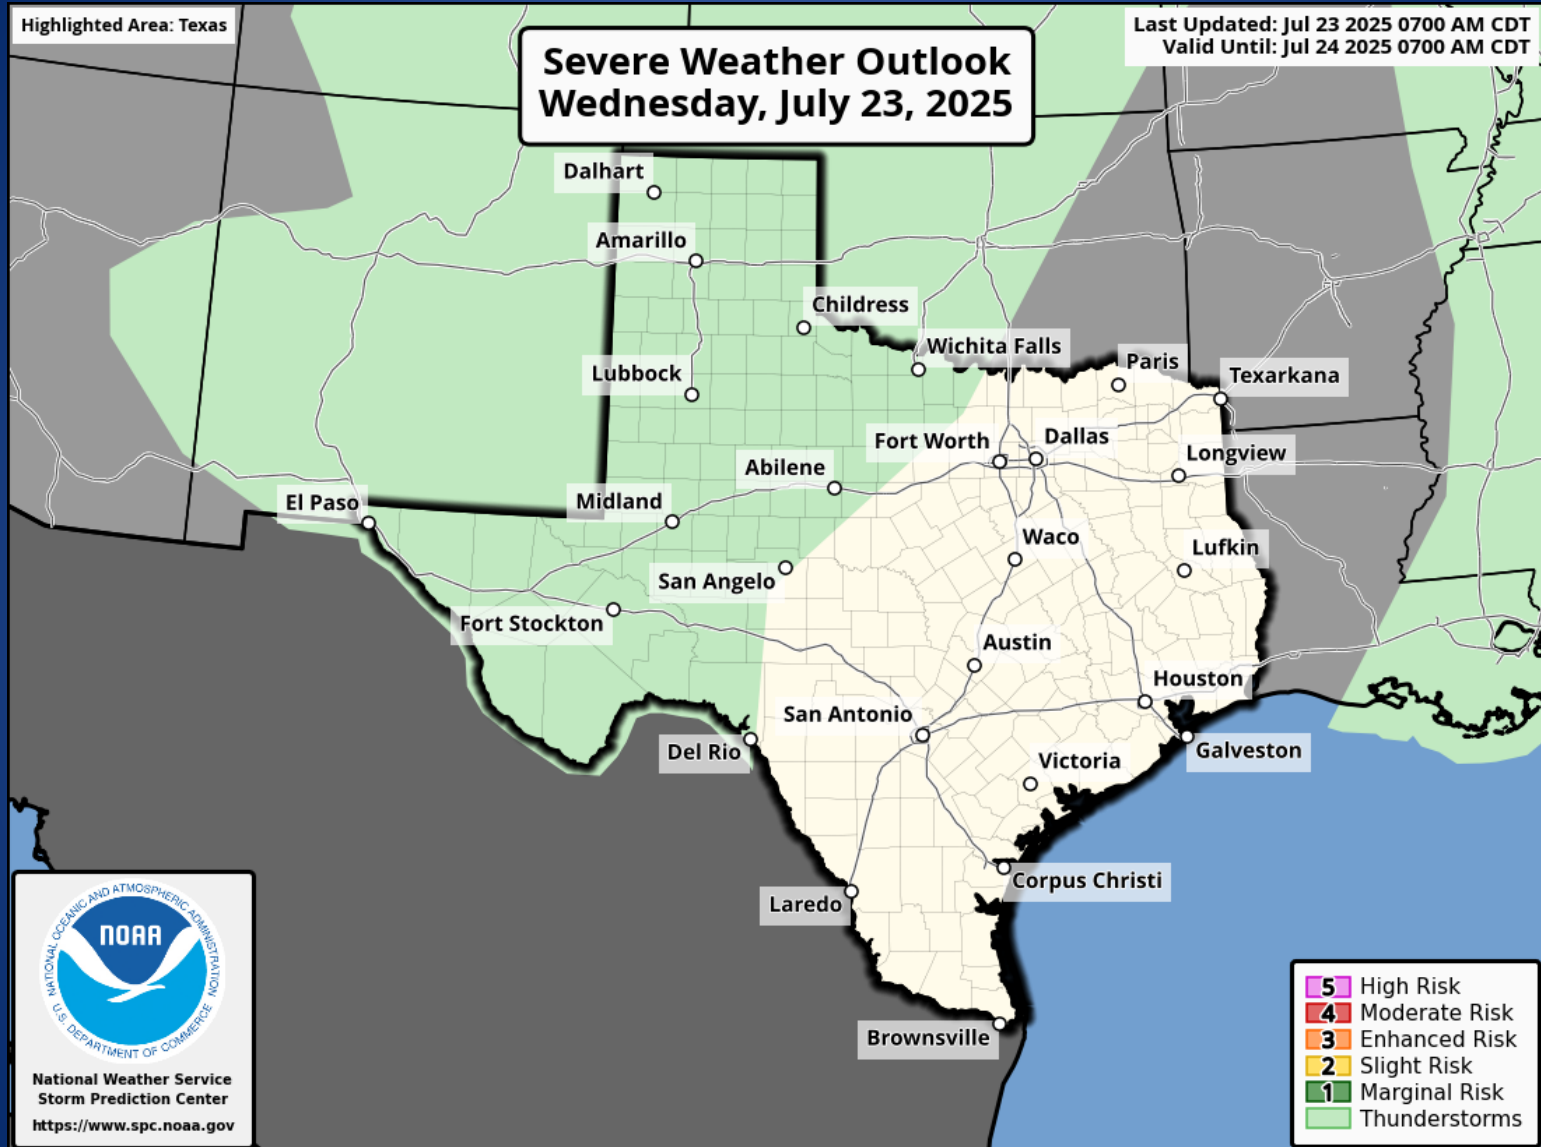 Highlighted Area: Texas
Severe Weather Outlook
Wednesday, July 23, 2025
Last Updated: Jul 23 2025 0700 AM CDT
Valid Until: Jul 24 2025 0700 AM CDT
Dalhart
Amarillo
Childress
Wichita Falls
Paris
Texarkana
Lubbock
Fort Worth
Dallas
Longview
Abilene
El Paso
Midland
Waco
Lufkin
San Angelo
Fort Stockton
Austin
Houston
San Antonio
Del Rio
Galveston
Victoria
Corpus Christi
Laredo
Brownsville
NATIONAL OCEANIC AND ATMOSPHERIC ADMINISTRATION
NOAA
U.S. DEPARTMENT OF COMMERCE
National Weather Service
Storm Prediction Center
https://www.spc.noaa.gov
5 High Risk
4 Moderate Risk
3 Enhanced Risk
2 Slight Risk
1 Marginal Risk
Thunderstorms